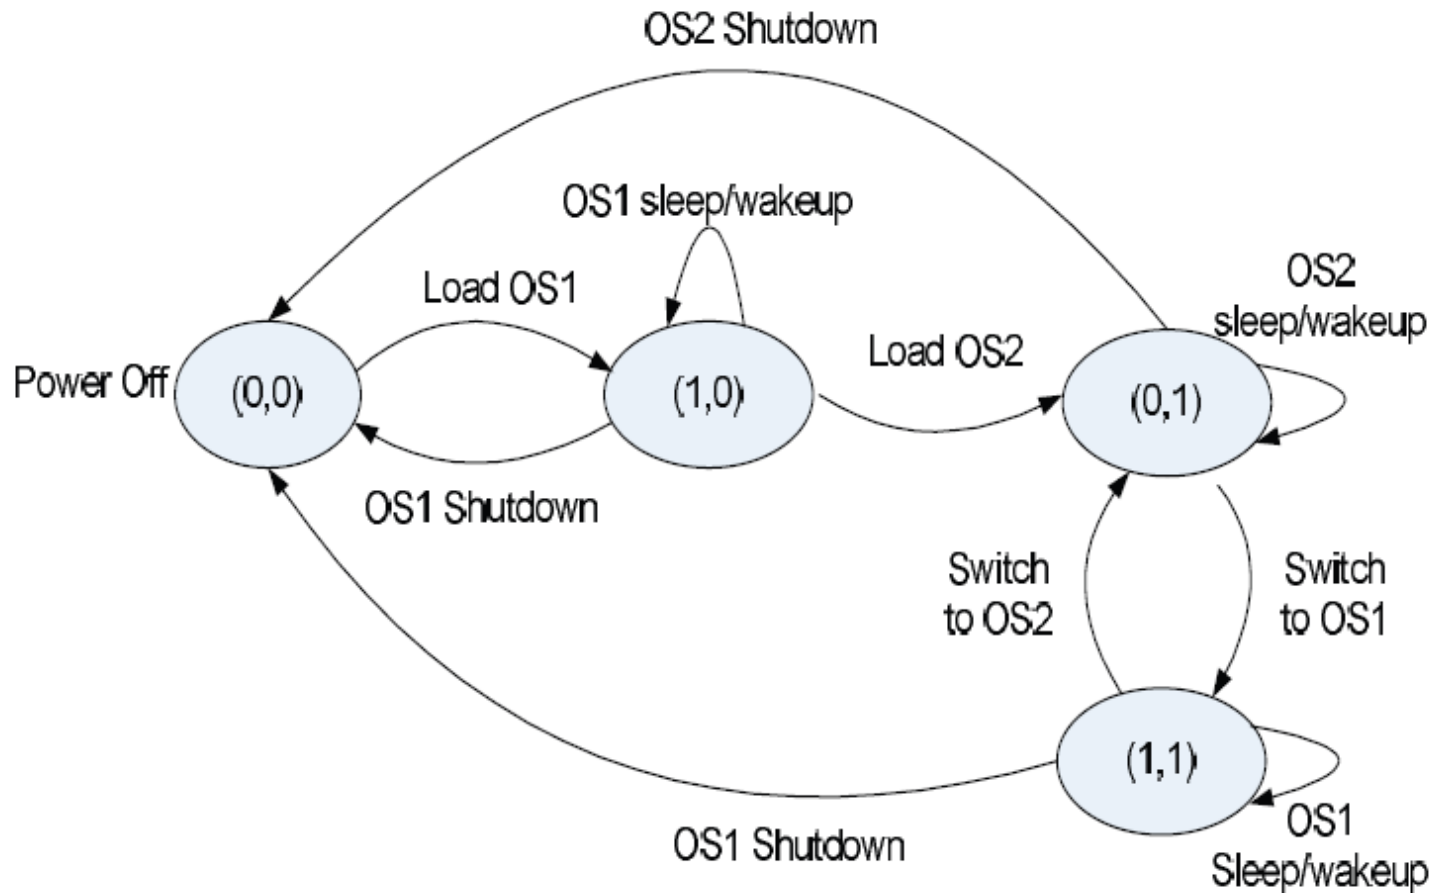 OS2 Shutdown
OS1 sleep/wakeup
Load OS1
OS2
sleep/wakeup
Load OS2
Power Off
(0,0)
(1,0)
(0,1)
OS1 Shutdown
Switch
to OS2
Switch
to OS1
(1,1)
OS1 Shutdown
OS1
Sleep/wakeup